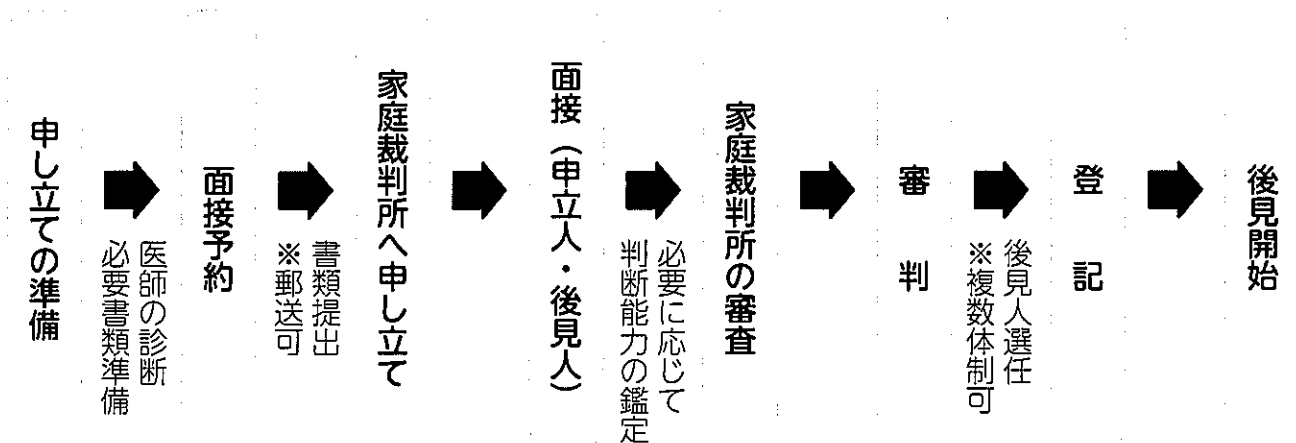 申し立ての準備
医師の診断
必要書類準備
面接予約
書類提出
※郵送可
家庭裁判所へ申し立て
面接（申立人・後見人）
必要に応じて
判断能力の鑑定
家庭裁判所の審査
審判
後見人選任
※複数体制可
登記
後見開始